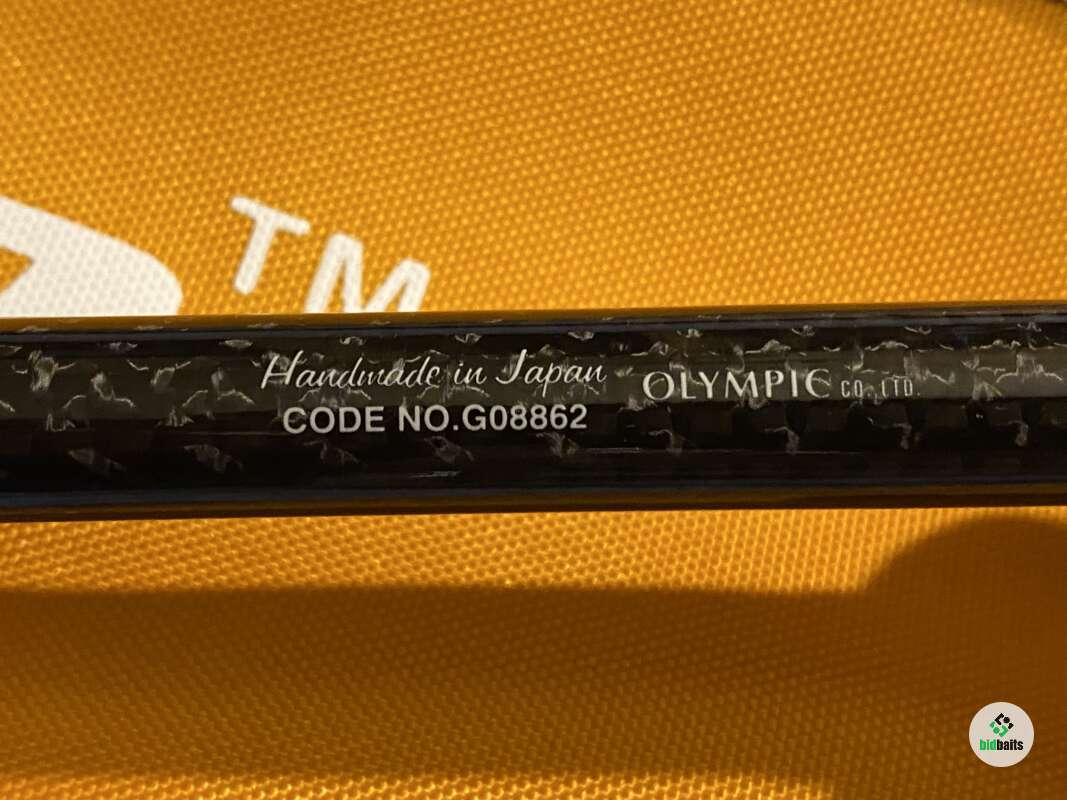 TM
Handmade in Japan
OLYMPIC CO., LTD.
CODE NO.G08862
bidbaits